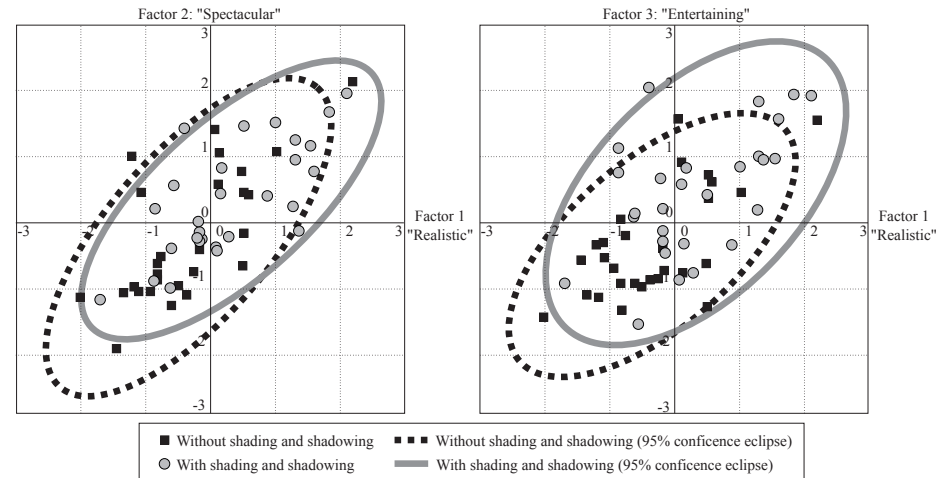 Factor 2: "Spectacular"
3
2
1
0
-3
-2
-1
0
1
2
3
-1
-2
-3
Factor 1
"Realistic"
Factor 3: "Entertaining"
3
2
1
0
-3
-2
-1
0
1
2
3
-1
-2
-3
Factor 1
"Realistic"
Without shading and shadowing
Without shading and shadowing (95% conficence eclipse)
With shading and shadowing
With shading and shadowing (95% conficence eclipse)